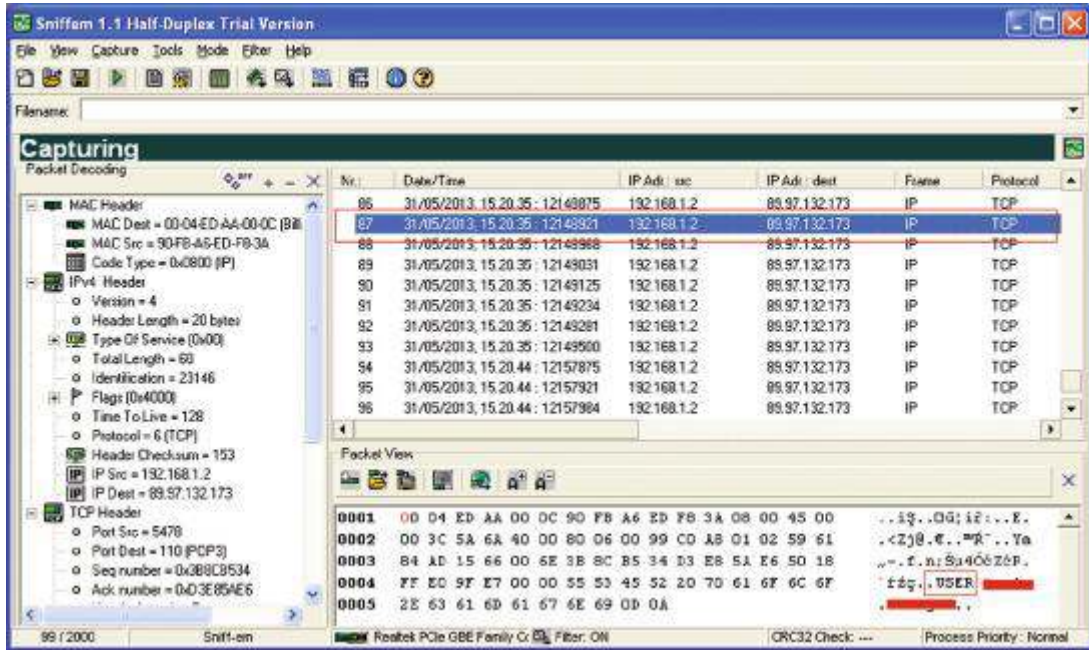 Sniffem 1.1 Half-Duplex Trial Version
File View Capture Tools Mode Filter Help
Filename:
Capturing
Packet Decoding
OFF + - X
MAC Header
MAC Dest = 00-04-ED-AA-00-0C (Bill
MAC Src = 90-FB-A6-ED-F8-3A
Code Type = 0x0800 (IP)
IPv4 Header
Version = 4
Header Length = 20 bytes
Type Of Service (0x00)
Total Length = 60
Identification = 23146
Flags (0x4000)
Time To Live = 128
Protocol = 6 (TCP)
Header Checksum = 153
IP Src = 192.168.1.2
IP Dest = 89.97.132.173
TCP Header
Port Src = 5478
Port Dest = 110 (POP3)
Seq number = 0x3B8CB534
Ack number = 0xD3E85AE6
Nr.: Date/Time IP Adr.: src IP Adr.: dest Frame Protocol
86 31/05/2013, 15.20.35 : 12148875 192.168.1.2 89.97.132.173 IP TCP
87 31/05/2013, 15.20.35 : 12148921 192.168.1.2 89.97.132.173 IP TCP
88 31/05/2013, 15.20.35 : 12148968 192.168.1.2 89.97.132.173 IP TCP
89 31/05/2013, 15.20.35 : 12149031 192.168.1.2 89.97.132.173 IP TCP
90 31/05/2013, 15.20.35 : 12149125 192.168.1.2 89.97.132.173 IP TCP
91 31/05/2013, 15.20.35 : 12149234 192.168.1.2 89.97.132.173 IP TCP
92 31/05/2013, 15.20.35 : 12149281 192.168.1.2 89.97.132.173 IP TCP
93 31/05/2013, 15.20.35 : 12149500 192.168.1.2 89.97.132.173 IP TCP
94 31/05/2013, 15.20.44 : 12157875 192.168.1.2 89.97.132.173 IP TCP
95 31/05/2013, 15.20.44 : 12157921 192.168.1.2 89.97.132.173 IP TCP
96 31/05/2013, 15.20.44 : 12157984 192.168.1.2 89.97.132.173 IP TCP
Packet View
0001 00 04 ED AA 00 0C 90 FB A6 ED F8 3A 08 00 45 00
0002 00 3C 5A 6A 40 00 80 06 00 99 C0 A8 01 02 59 61
0003 84 AD 15 66 00 6E 3B 8C B5 34 D3 E8 5A E6 50 18
0004 FF E0 9F E7 00 00 55 53 45 52 20 70 61 6F 6C 6F USER
0005 2E 63 61 6D 61 67 6E 69 0D 0A
99 / 2000 Sniff-em Realtek PCIe GBE Family Cc Filter: ON CRC32 Check: --- Process Priority : Normal